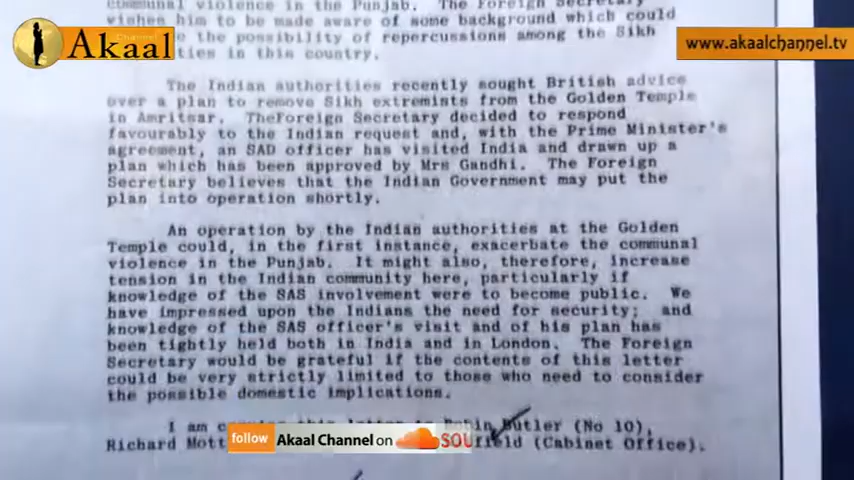 communal violence in the Punjab. The Foreign Secretary
wishes him to be made aware of some background which could
the possibility of repercussions among the Sikh
ties in this country.
Akaal
Channel
www.akaalchannel.tv
The Indian authorities recently sought British advice
over a plan to remove Sikh extremists from the Golden Temple
in Amritsar. TheForeign Secretary decided to respond
favourably to the Indian request and, with the Prime Minister's
agreement, an SAD officer has visited India and drawn up a
plan which has been approved by Mrs Gandhi. The Foreign
Secretary believes that the Indian Government may put the
plan into operation shortly.
An operation by the Indian authorities at the Golden
Temple could, in the first instance, exacerbate the communal
violence in the Punjab. It might also, therefore, increase
tension in the Indian community here, particularly if
knowledge of the SAS involvement were to become public. We
have impressed upon the Indians the need for security; and
knowledge of the SAS officer's visit and of his plan has
been tightly held both in India and in London. The Foreign
Secretary would be grateful if the contents of this letter
could be very strictly limited to those who need to consider
the possible domestic implications.
I am copying this letter to Robin Butler (No 10),
Richard Mott field (Cabinet Office).
follow Akaal Channel on SOU